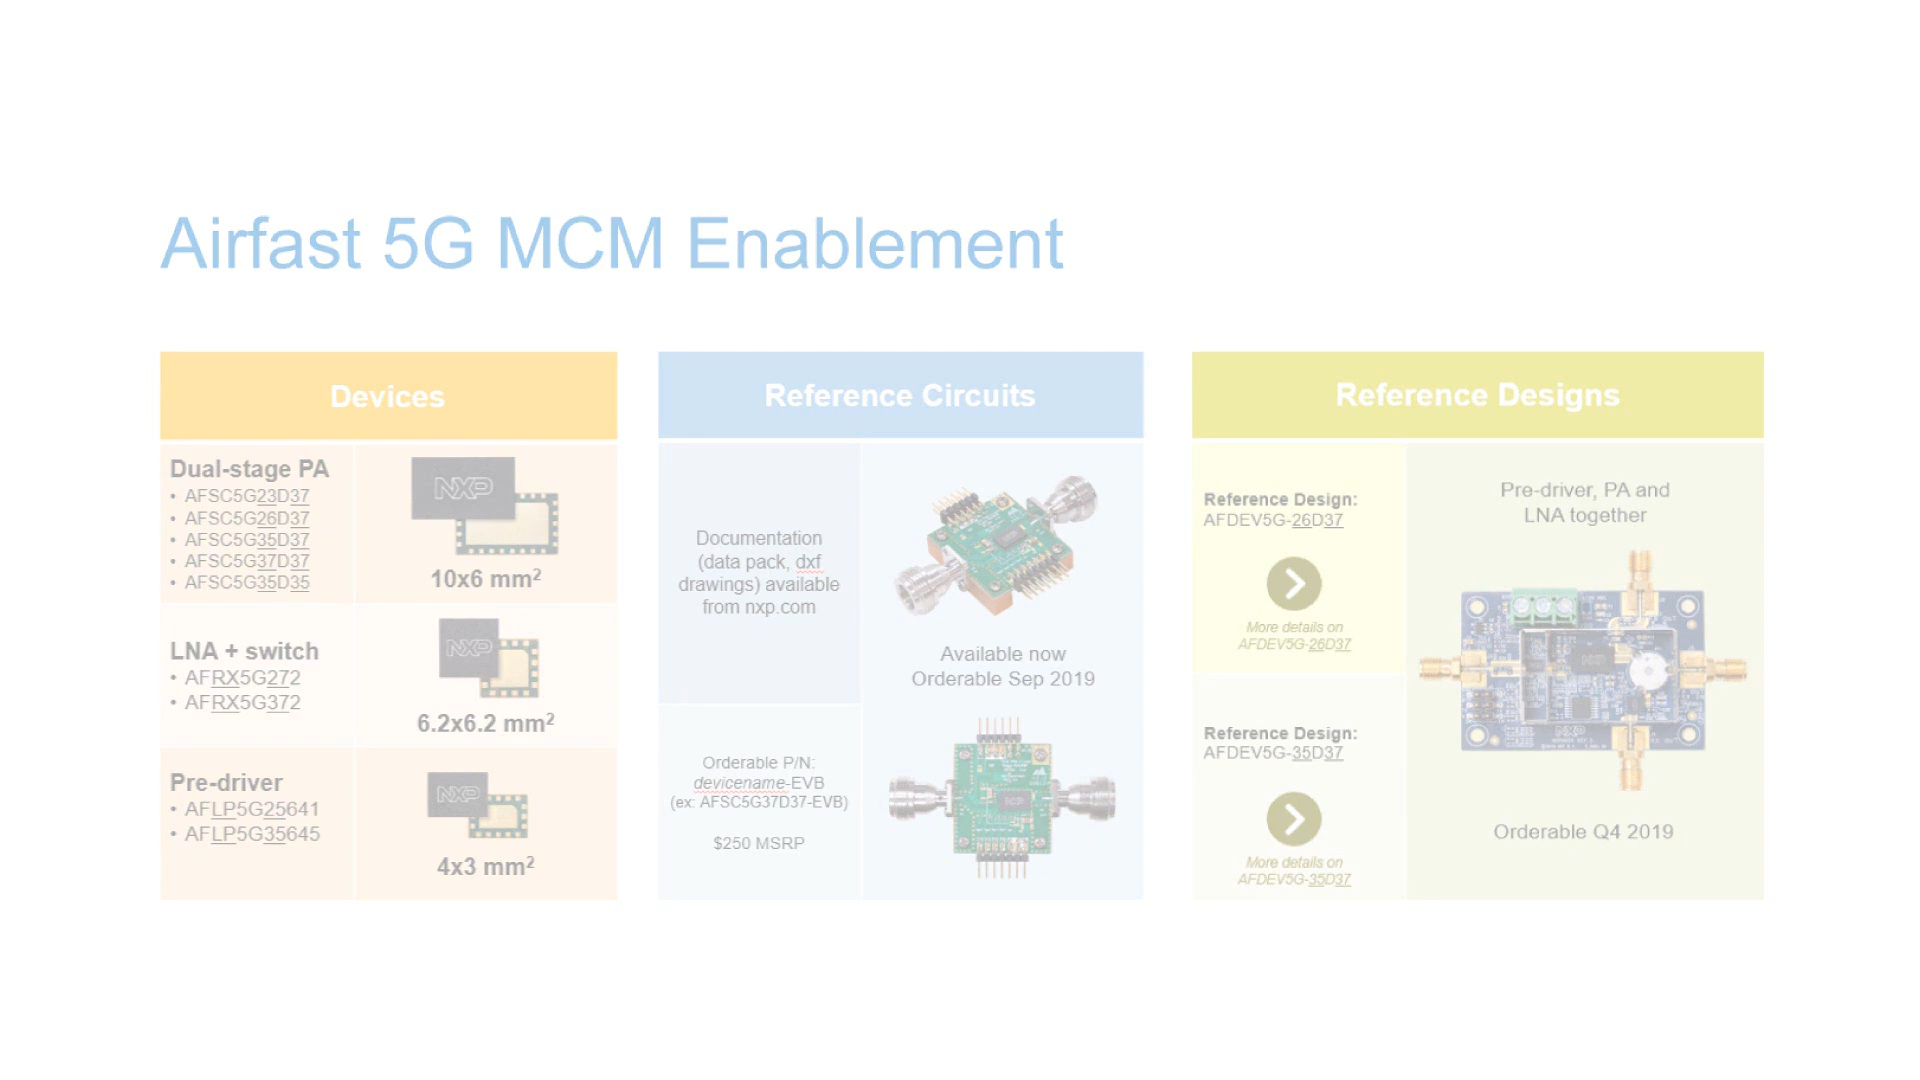 Airfast 5G MCM Enablement
Devices
Dual-stage PA
• AFSC5G23D37
• AFSC5G26D37
• AFSC5G35D37
• AFSC5G37D37
• AFSC5G35D35
NXP
10x6 mm²
LNA + switch
• AFRX5G272
• AFRX5G372
NXP
6.2x6.2 mm²
Pre-driver
• AFLP5G25641
• AFLP5G35645
NXP
4x3 mm²
Reference Circuits
Documentation
(data pack, dxf
drawings) available
from nxp.com
Available now
Orderable Sep 2019
Orderable P/N:
devicename-EVB
(ex: AFSC5G37D37-EVB)
$250 MSRP
Reference Designs
Reference Design:
AFDEV5G-26D37
More details on
AFDEV5G-26D37
Reference Design:
AFDEV5G-35D37
More details on
AFDEV5G-35D37
Pre-driver, PA and
LNA together
NXP
Orderable Q4 2019